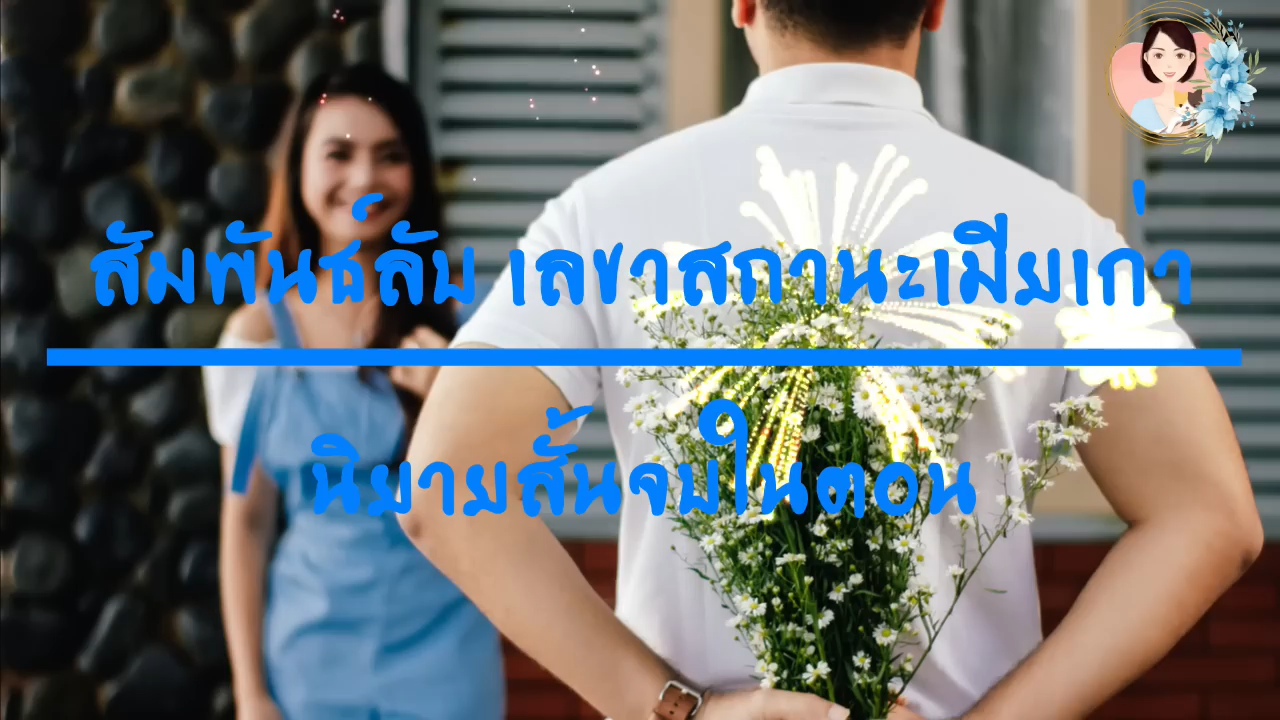 สัมพันธ์ลับ เลขาสถานะเมียเก่า
นิยายสั้นจบในตอน